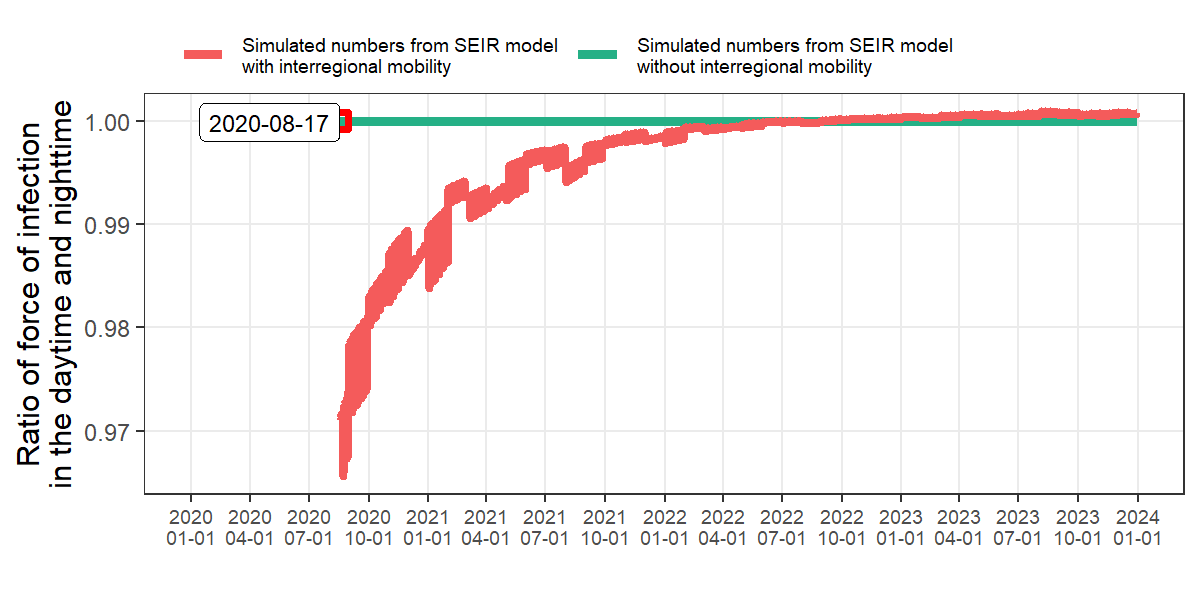 Simulated numbers from SEIR model
with interregional mobility
Simulated numbers from SEIR model
without interregional mobility
Ratio of force of infection
in the daytime and nighttime
1.00
0.99
0.98
0.97
2020-08-17
2020 2020 2020 2020 2021 2021 2021 2021 2022 2022 2022 2022 2023 2023 2023 2023 2024
01-01 04-01 07-01 10-01 01-01 04-01 07-01 10-01 01-01 04-01 07-01 10-01 01-01 04-01 07-01 10-01 01-01